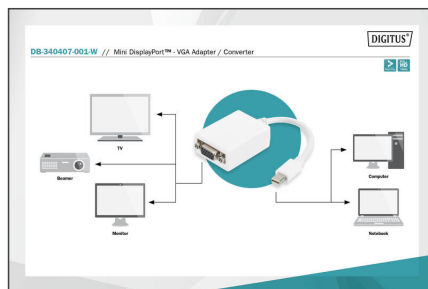 DIGITUS®
DB-340407-001-W // Mini DisplayPort™ - VGA Adapter / Converter
TV
Beamer
Monitor
Computer
Notebook